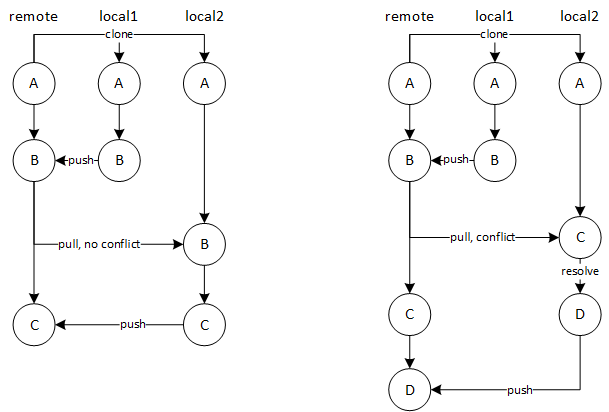 remote local1 local2
clone
A A A
B push B
pull, no conflict B
C push C
remote local1 local2
clone
A A A
B push B
pull, conflict C
resolve
C D
D push